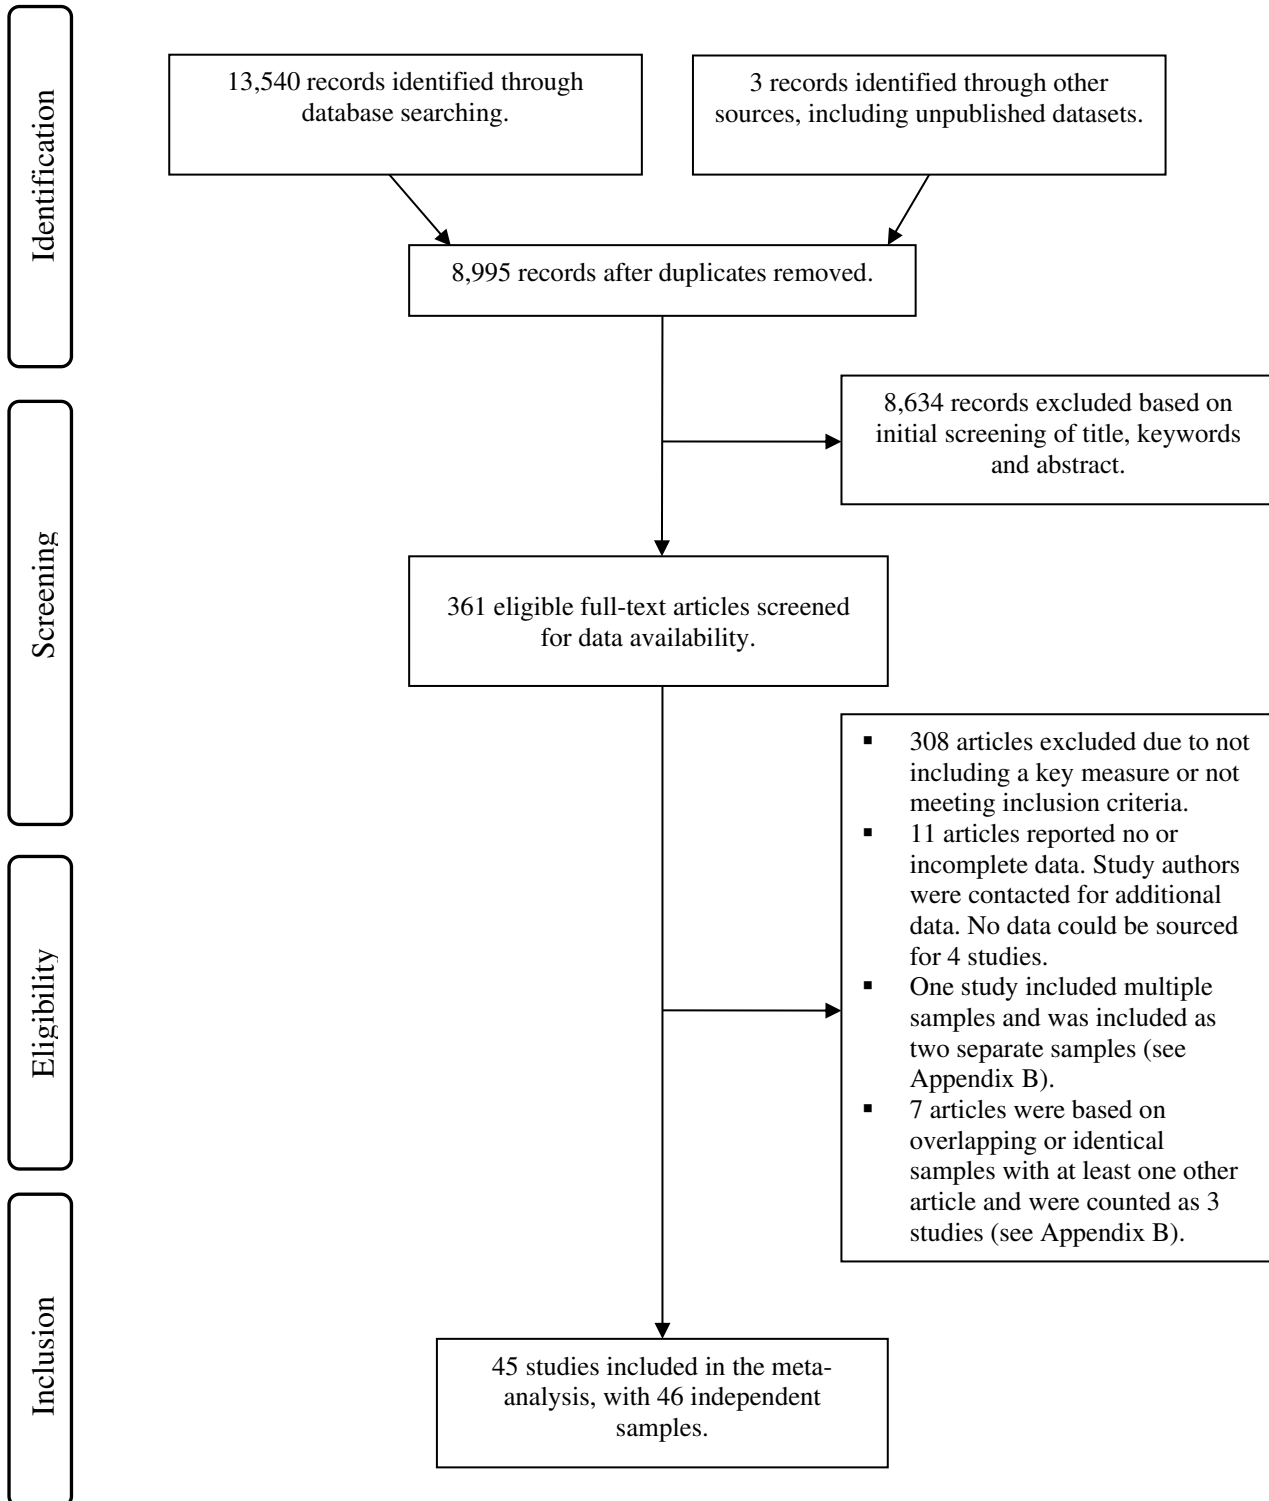 Identification
13,540 records identified through
database searching.
3 records identified through other
sources, including unpublished datasets.
8,995 records after duplicates removed.
Screening
8,634 records excluded based on
initial screening of title, keywords
and abstract.
361 eligible full-text articles screened
for data availability.
Eligibility
▪ 308 articles excluded due to not
including a key measure or not
meeting inclusion criteria.
▪ 11 articles reported no or
incomplete data. Study authors
were contacted for additional
data. No data could be sourced
for 4 studies.
▪ One study included multiple
samples and was included as
two separate samples (see
Appendix B).
▪ 7 articles were based on
overlapping or identical
samples with at least one other
article and were counted as 3
studies (see Appendix B).
Inclusion
45 studies included in the meta-
analysis, with 46 independent
samples.